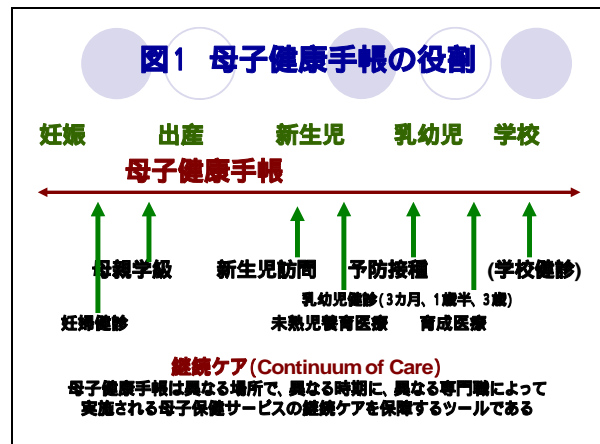 図1 母子健康手帳の役割
妊娠 出産 新生児 乳幼児 学校
母子健康手帳
母親学級 新生児訪問 予防接種 (学校健診)
乳幼児健診(3カ月、1歳半、3歳)
妊婦健診 未熟児養育医療 育成医療
継続ケア(Continuum of Care)
母子健康手帳は異なる場所で、異なる時期に、異なる専門職によって
実施される母子保健サービスの継続ケアを保障するツールである